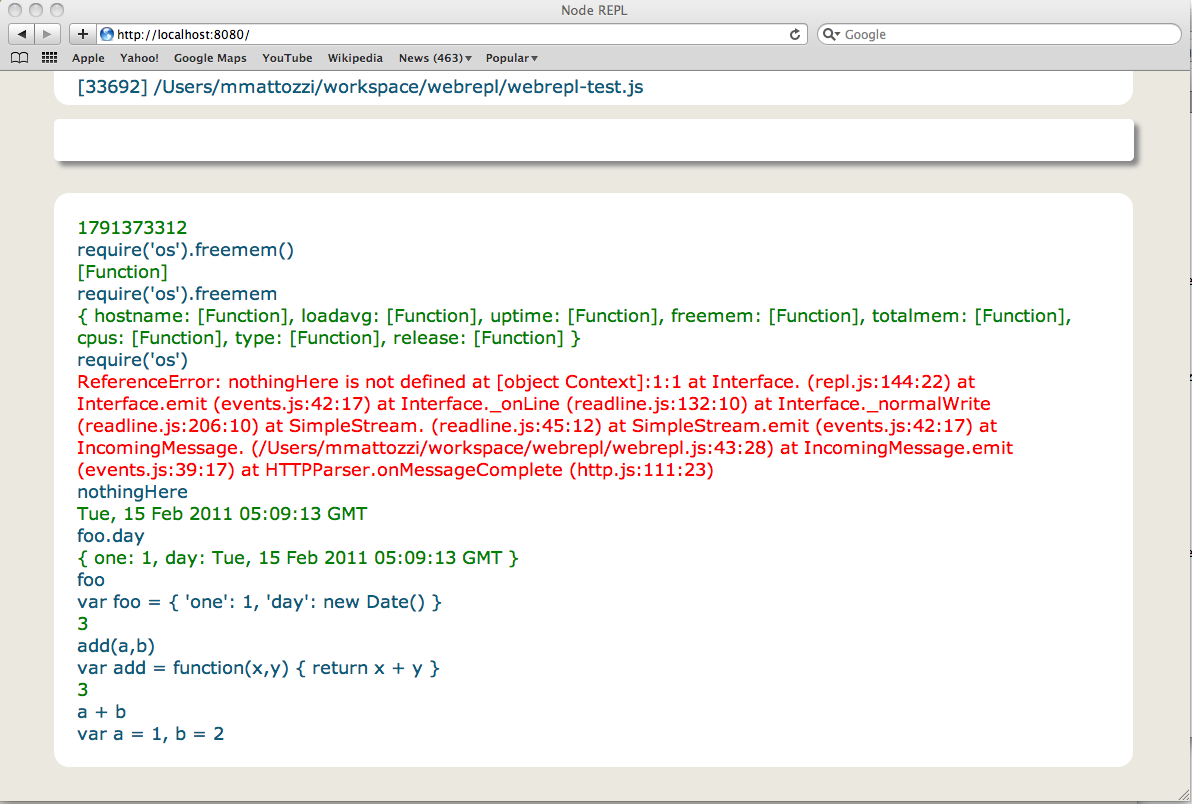 Node REPL
http://localhost:8080/
Google
Apple Yahoo! Google Maps YouTube Wikipedia News (463)▾ Popular▾
[33692] /Users/mmattozzi/workspace/webrepl/webrepl-test.js
1791373312
require('os').freemem()
[Function]
require('os').freemem
{ hostname: [Function], loadavg: [Function], uptime: [Function], freemem: [Function], totalmem: [Function],
cpus: [Function], type: [Function], release: [Function] }
require('os')
ReferenceError: nothingHere is not defined at [object Context]:1:1 at Interface. (repl.js:144:22) at
Interface.emit (events.js:42:17) at Interface._onLine (readline.js:132:10) at Interface._normalWrite
(readline.js:206:10) at SimpleStream. (readline.js:45:12) at SimpleStream.emit (events.js:42:17) at
IncomingMessage. (/Users/mmattozzi/workspace/webrepl/webrepl.js:43:28) at IncomingMessage.emit
(events.js:39:17) at HTTPParser.onMessageComplete (http.js:111:23)
nothingHere
Tue, 15 Feb 2011 05:09:13 GMT
foo.day
{ one: 1, day: Tue, 15 Feb 2011 05:09:13 GMT }
foo
var foo = { 'one': 1, 'day': new Date() }
3
add(a,b)
var add = function(x,y) { return x + y }
3
a + b
var a = 1, b = 2